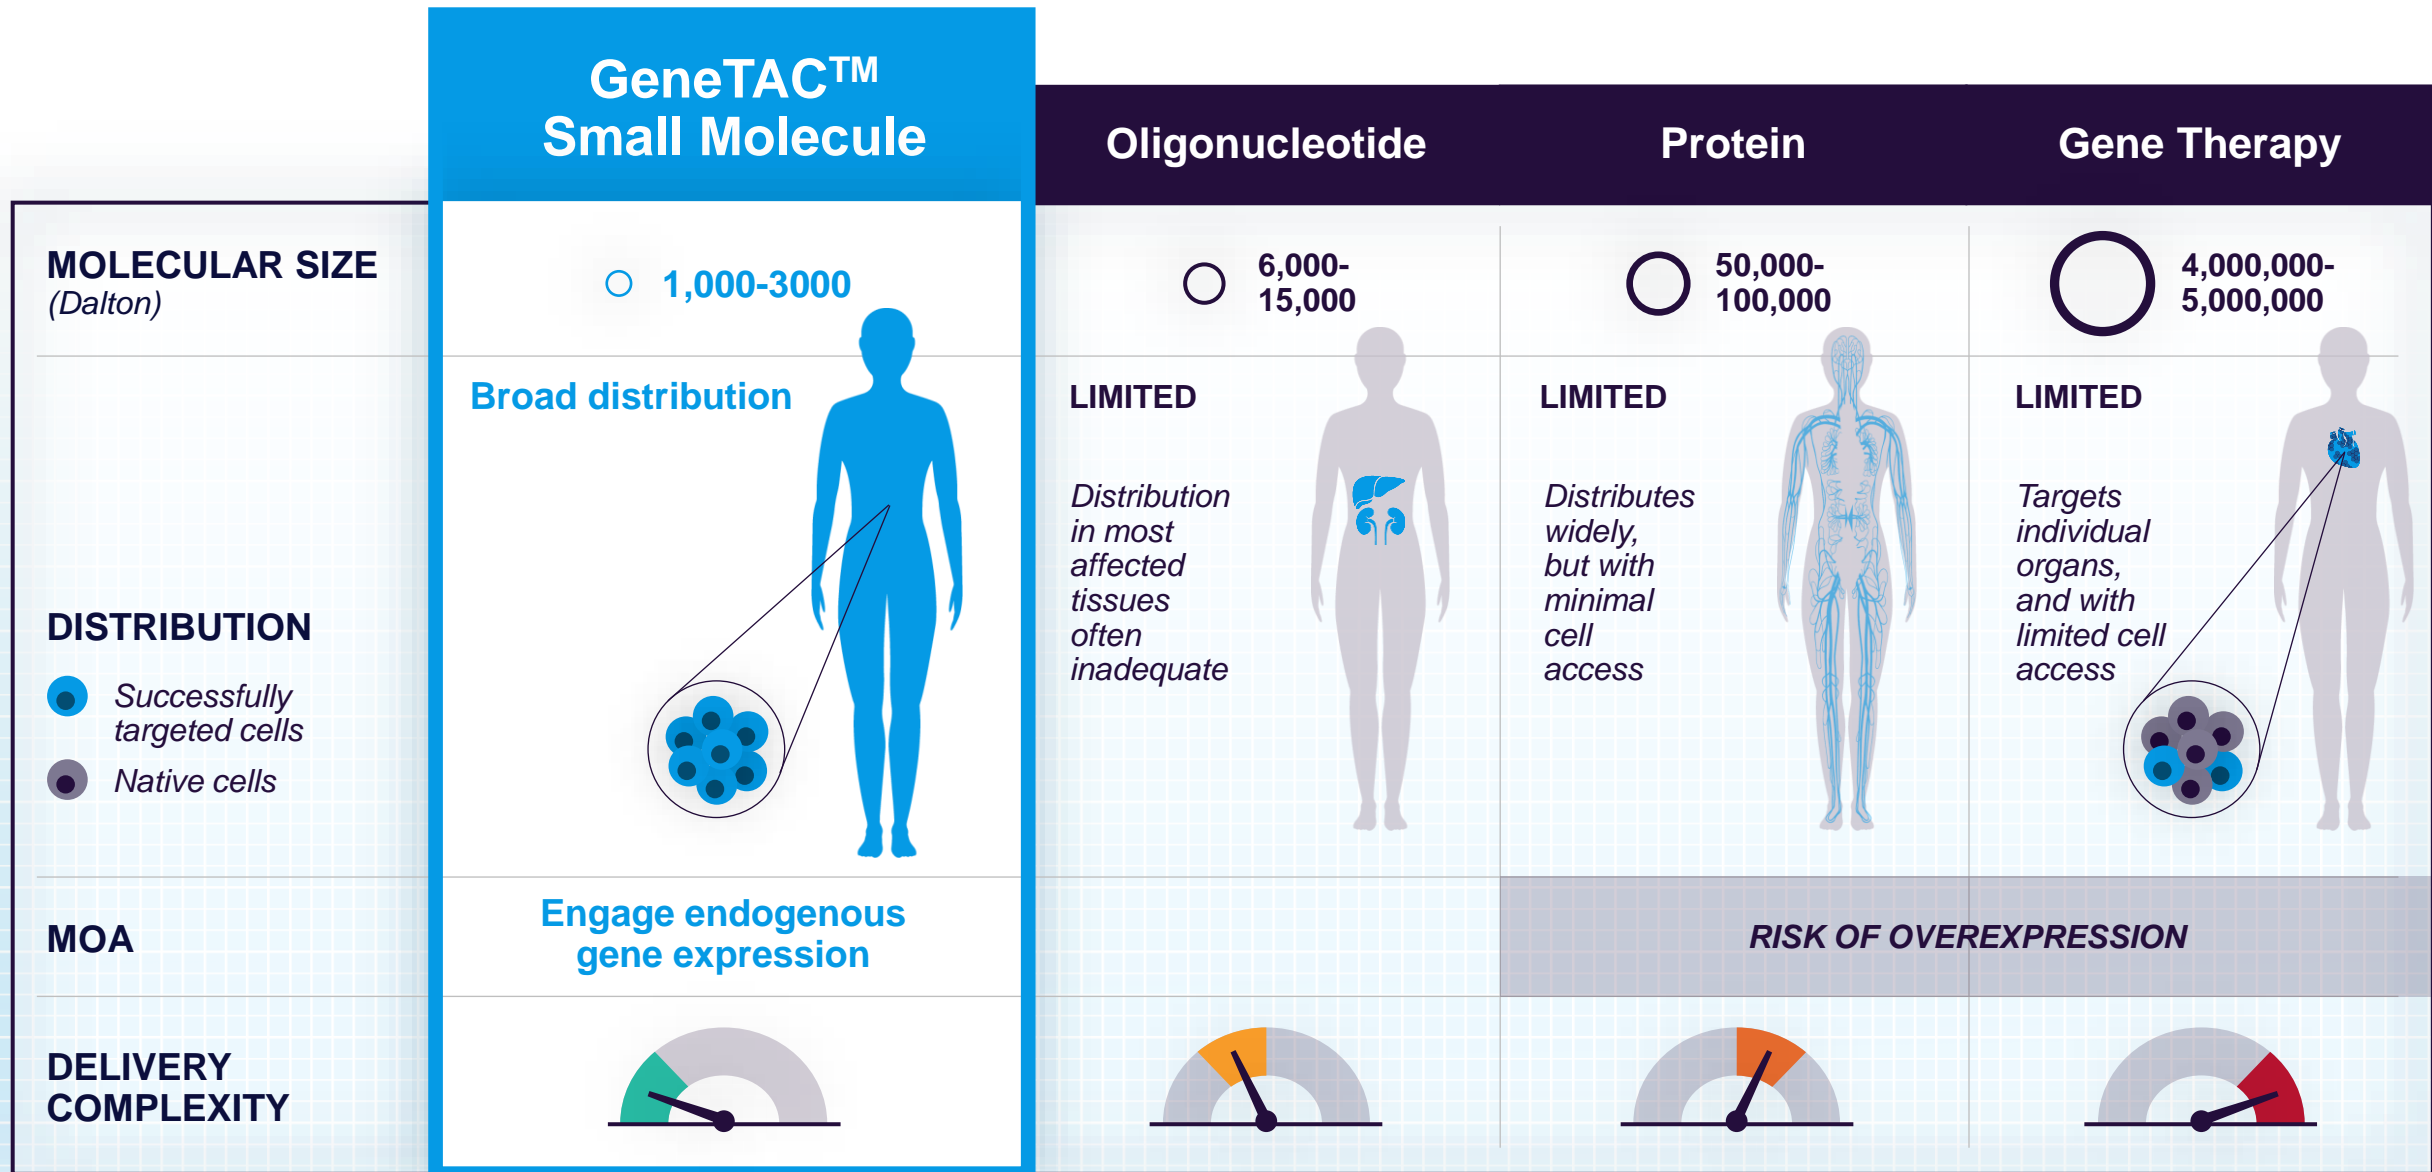 GeneTAC™
Small Molecule
Oligonucleotide
Protein
Gene Therapy
MOLECULAR SIZE
(Dalton)
1,000-3000
6,000-
15,000
50,000-
100,000
4,000,000-
5,000,000
DISTRIBUTION
Successfully
targeted cells
Native cells
Broad distribution
LIMITED
Distribution
in most
affected
tissues
often
inadequate
LIMITED
Distributes
widely,
but with
minimal
cell
access
LIMITED
Targets
individual
organs,
and with
limited cell
access
MOA
Engage endogenous
gene expression
RISK OF OVEREXPRESSION
DELIVERY
COMPLEXITY